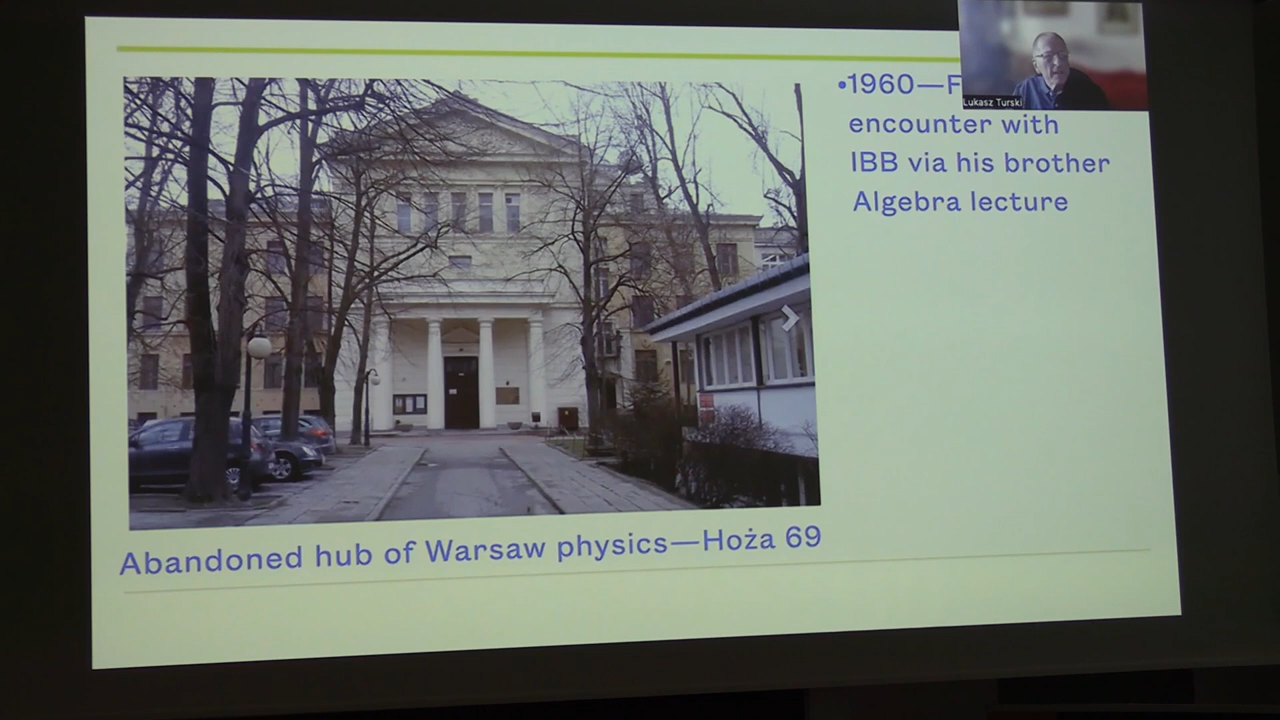 •1960—F
Lukasz Turski
encounter with
IBB via his brother
Algebra lecture
Abandoned hub of Warsaw physics—Hoża 69